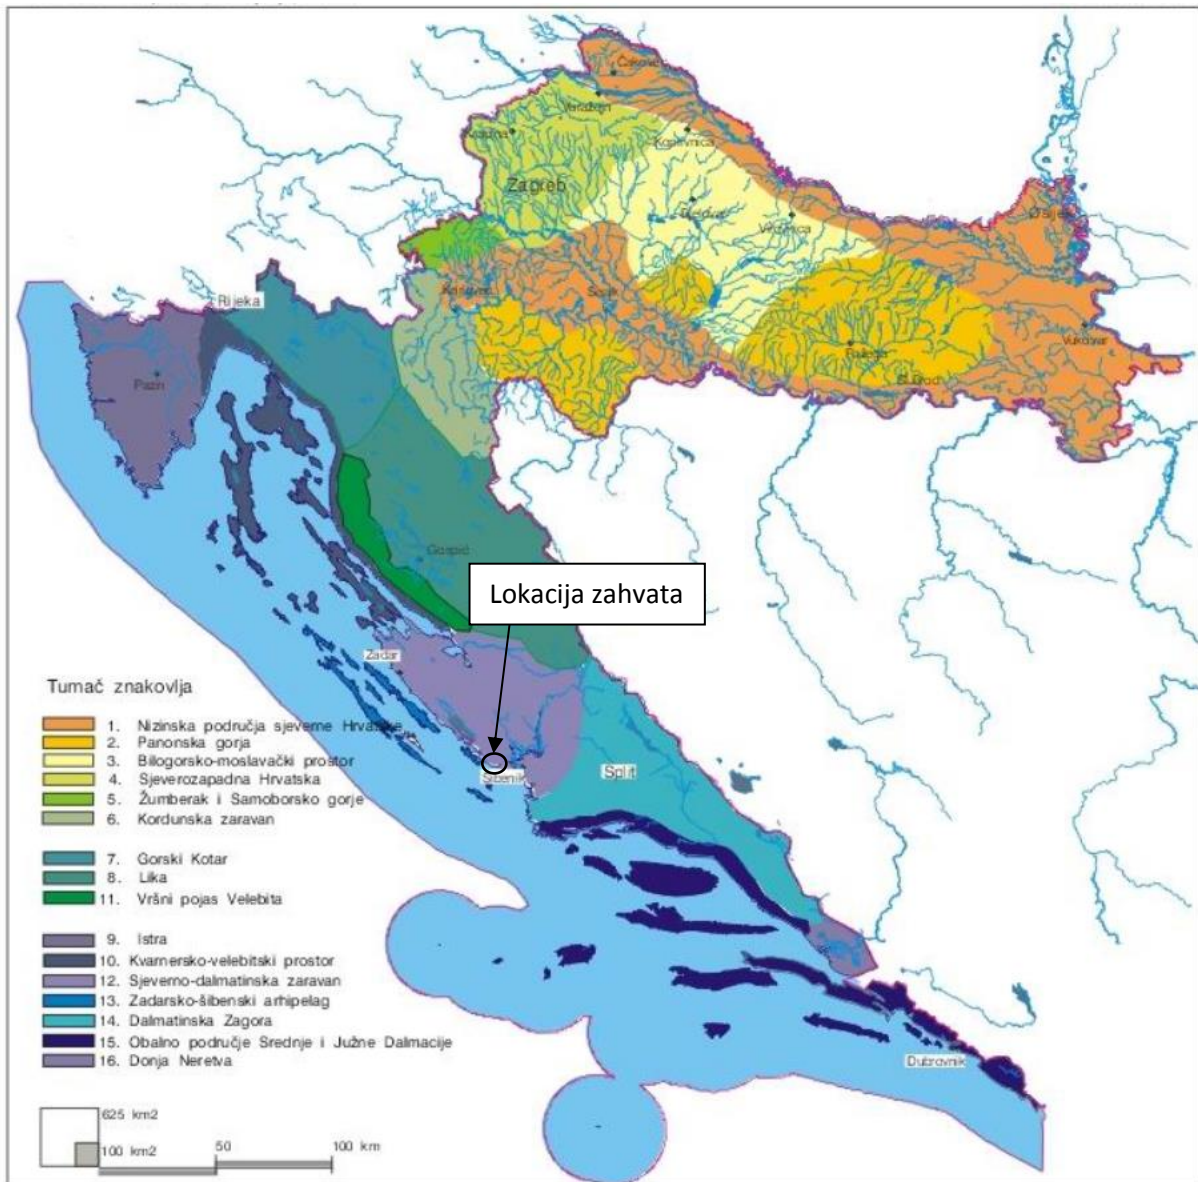 Čakovec
Varaždin
Krapina
Koprivnica
Zagreb
Bjelovar
Virovitica
Osijek
Karlovac
Sisak
Rijeka
Vukovar
Požega
Sl.Brod
Pazin
Gospić
Lokacija zahvata
Zadar
Šibenik
Split
Dubrovnik
Tumač znakovlja
1. Nizinska područja sjeverne Hrvatske
2. Panonska gorja
3. Bilogorsko-moslavački prostor
4. Sjeverozapadna Hrvatska
5. Žumberak i Samoborsko gorje
6. Kordunska zaravan
7. Gorski Kotar
8. Lika
11. Vršni pojas Velebita
9. Istra
10. Kvarnersko-velebitski prostor
12. Sjeverno-dalmatinska zaravan
13. Zadarsko-šibenski arhipelag
14. Dalmatinska Zagora
15. Obalno područje Srednje i Južne Dalmacije
16. Donja Neretva
625 km2
100 km2
50
100 km